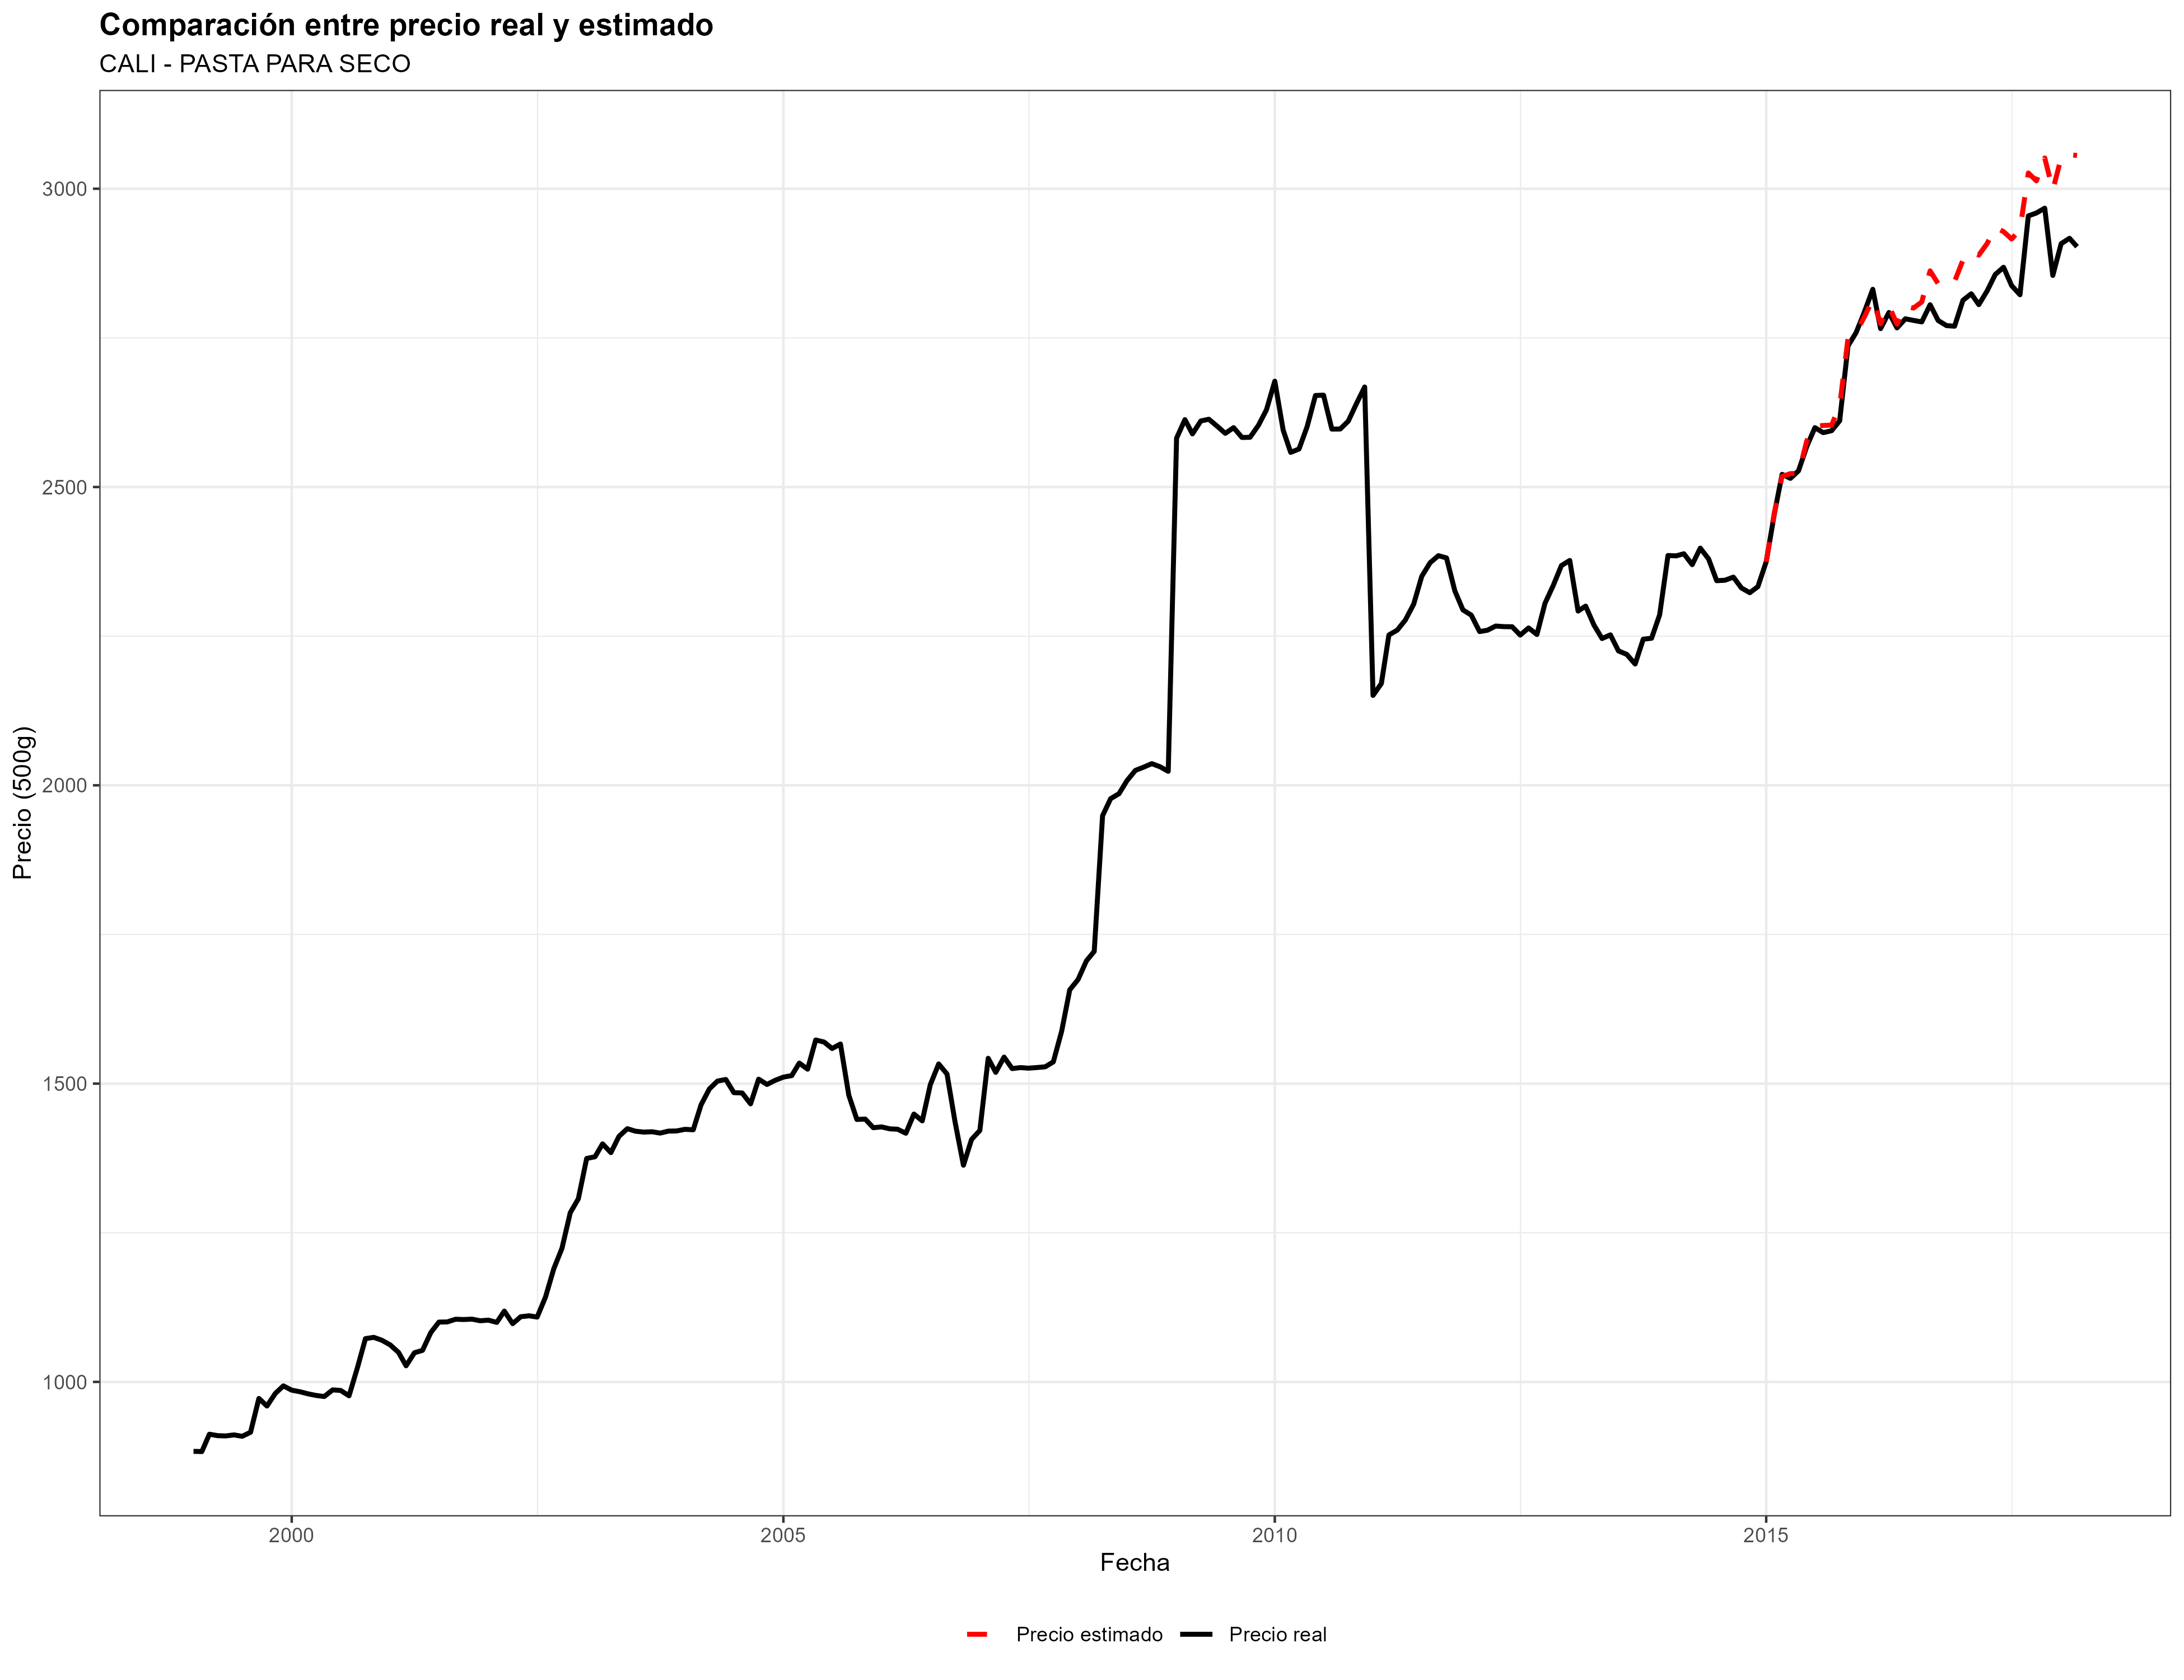 Comparación entre precio real y estimado
CALI - PASTA PARA SECO
Precio (500g)
3000
2500
2000
1500
1000
2000 2005 2010 2015
Fecha
Precio estimado Precio real